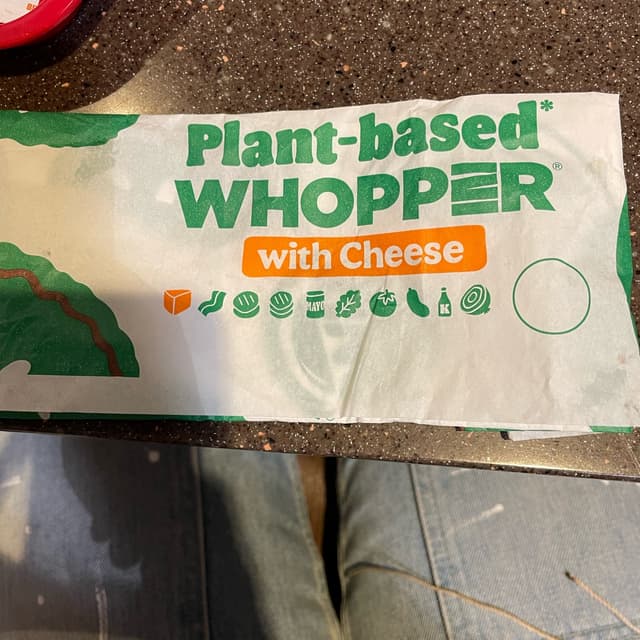 Plant-based*
WHOPPER®
with Cheese
MAYO
K